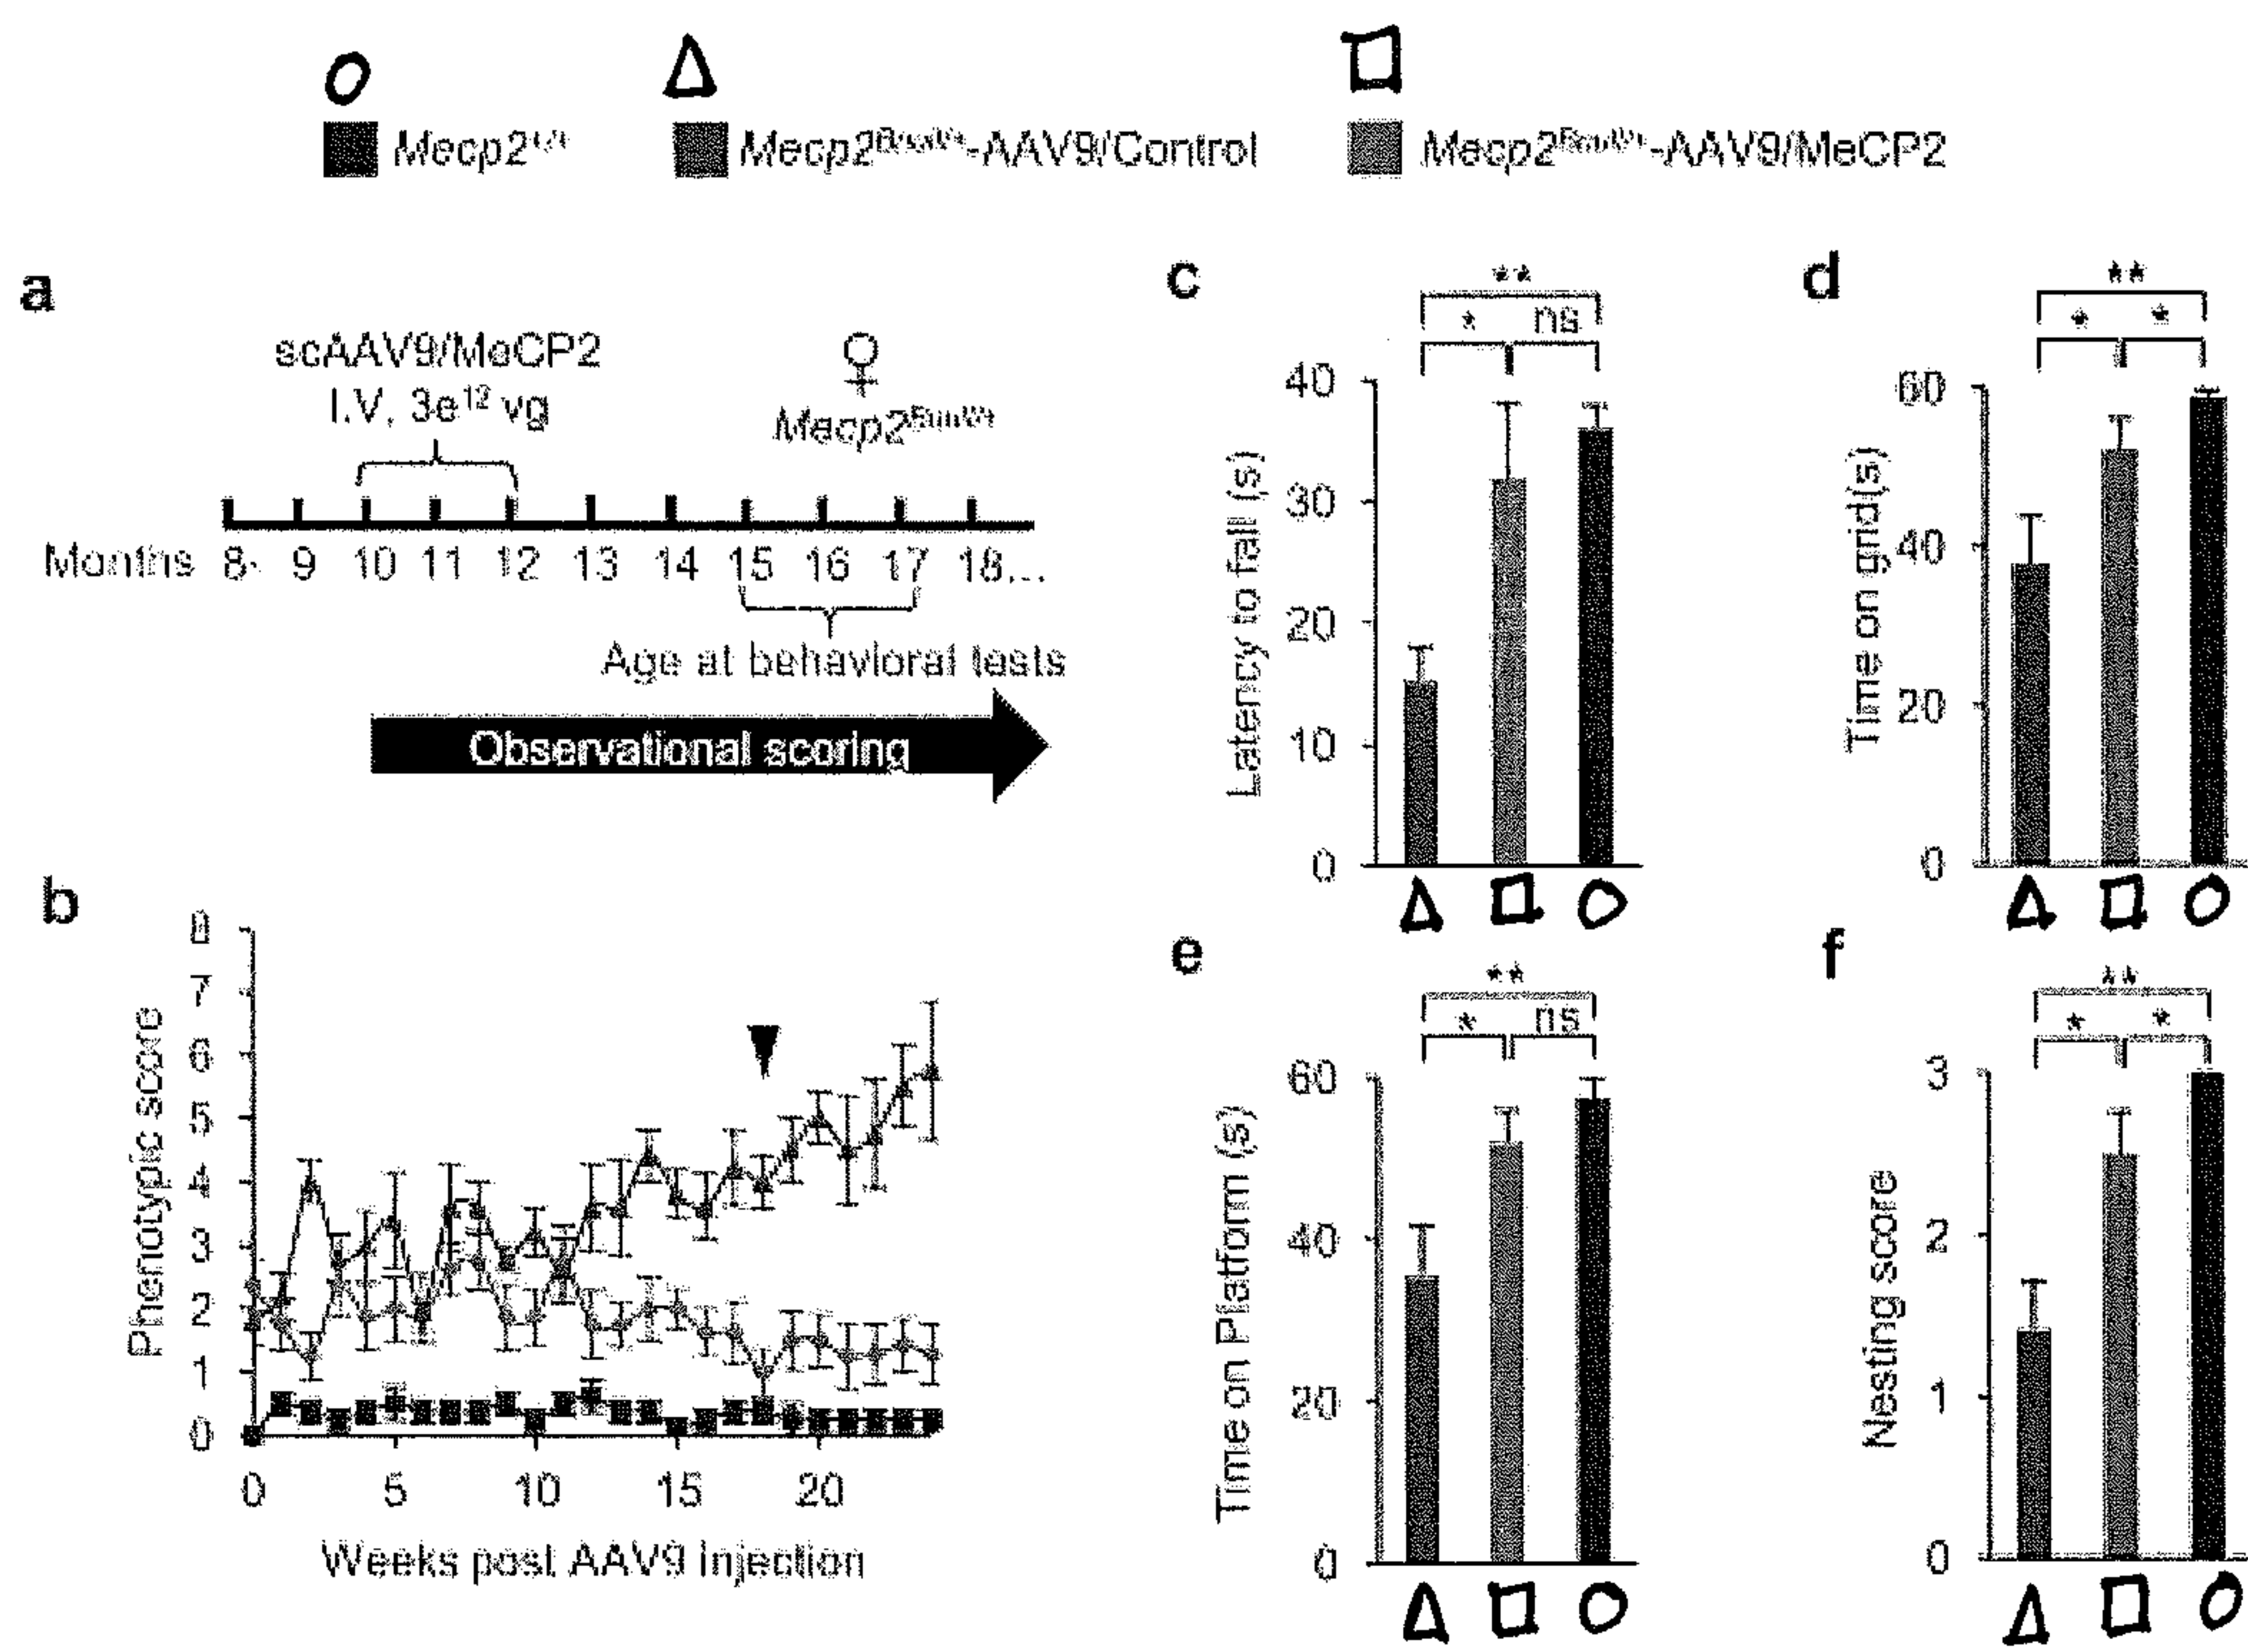 Mecp2
Mecp2 -AAV9/Control
Mecp2 -AAV9/MeCP2
a
scAAV9/MeCP2
I.V, 3e12 vg
♀
Mecp2
Months 8 9 10 11 12 13 14 15 16 17 18...
Age at behavioral tests
Observational scoring
b
Phenotypic score
8
7
6
5
4
3
2
1
0
0 5 10 15 20
Weeks post AAV9 Injection
c
**
* ns
Latency to fall (s)
40
30
20
10
0
d
**
* *
Time on grid(s)
60
40
20
0
e
**
* ns
Time on Platform (s)
60
40
20
0
f
**
* *
Nesting score
3
2
1
0